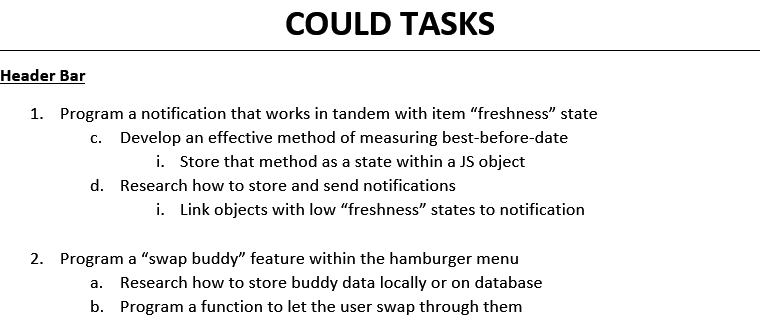 COULD TASKS
Header Bar
1. Program a notification that works in tandem with item “freshness” state
c. Develop an effective method of measuring best-before-date
i. Store that method as a state within a JS object
d. Research how to store and send notifications
i. Link objects with low “freshness” states to notification
2. Program a “swap buddy” feature within the hamburger menu
a. Research how to store buddy data locally or on database
b. Program a function to let the user swap through them